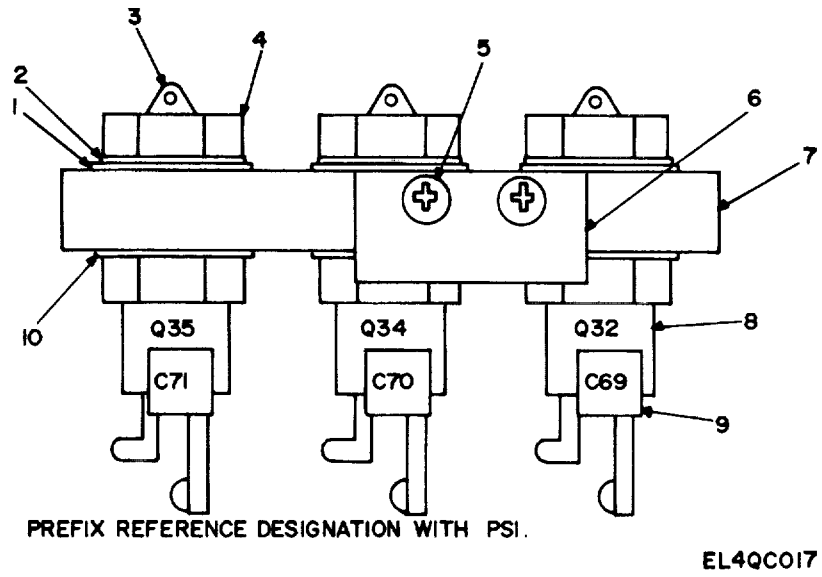 3
4
5
2
1
6
7
10
Q35
Q34
Q32
8
C71
C70
C69
9
PREFIX REFERENCE DESIGNATION WITH PSI.
EL4QC017